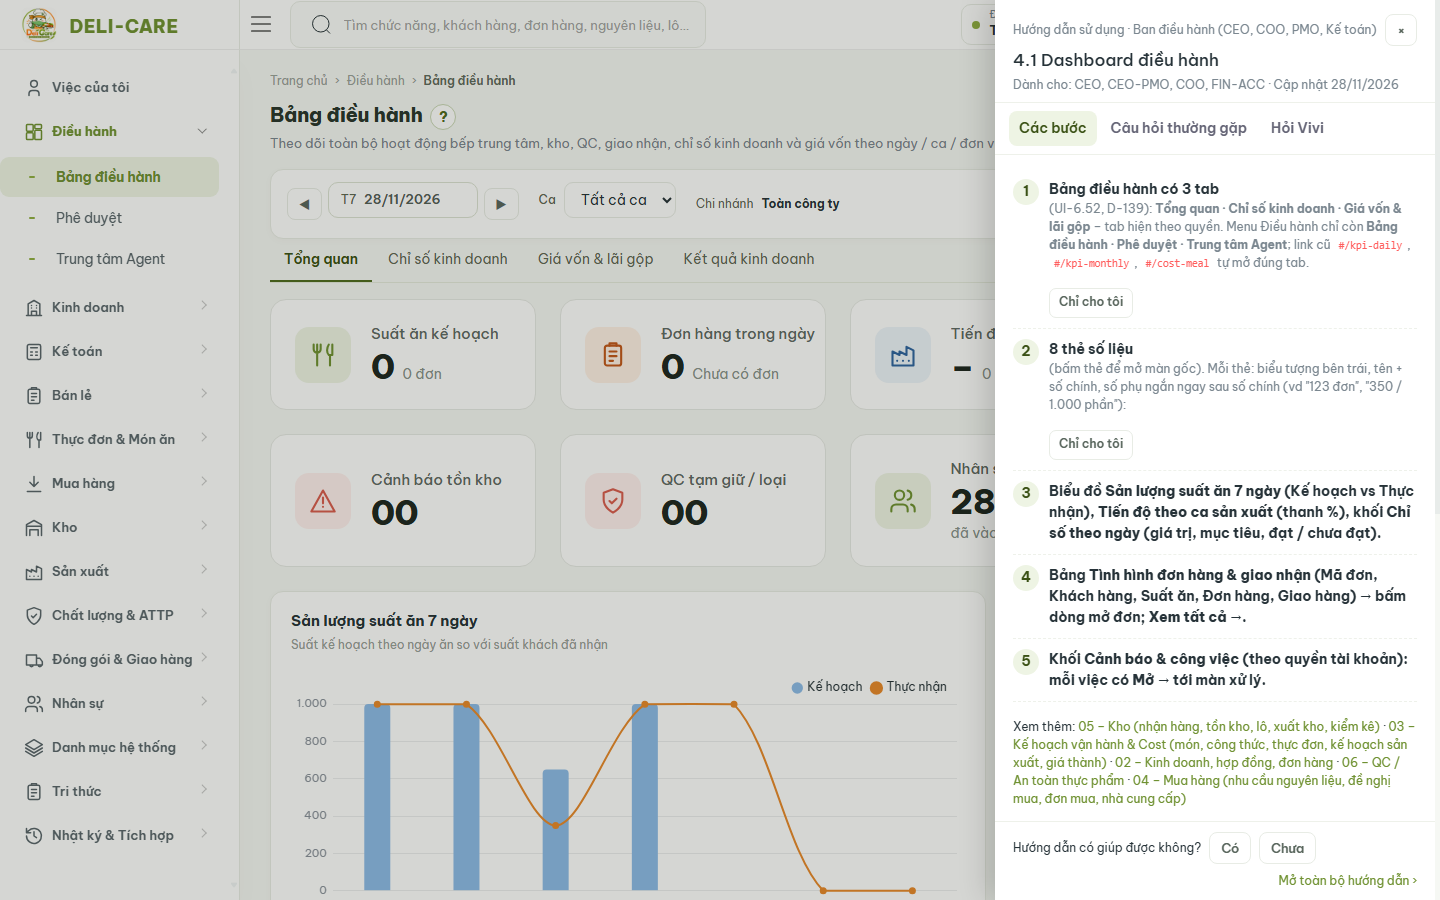 DELI-CARE
Tìm chức năng, khách hàng, đơn hàng, nguyên liệu, lô...
Việc của tôi
Điều hành
Bảng điều hành
Phê duyệt
Trung tâm Agent
Kinh doanh
Kế toán
Bán lẻ
Thực đơn & Món ăn
Mua hàng
Kho
Sản xuất
Chất lượng & ATTP
Đóng gói & Giao hàng
Nhân sự
Danh mục hệ thống
Tri thức
Nhật ký & Tích hợp
Trang chủ › Điều hành › Bảng điều hành
Bảng điều hành ?
Theo dõi toàn bộ hoạt động bếp trung tâm, kho, QC, giao nhận, chỉ số kinh doanh và giá vốn theo ngày / ca / đơn v
◀ T7 28/11/2026 ▶ Ca Tất cả ca Chi nhánh Toàn công ty
Tổng quan Chỉ số kinh doanh Giá vốn & lãi gộp Kết quả kinh doanh
Suất ăn kế hoạch
0 0 đơn
Đơn hàng trong ngày
0 Chưa có đơn
Tiến đ
– 0
Cảnh báo tồn kho
00
QC tạm giữ / loại
00
Nhân s
28
đã vào
Sản lượng suất ăn 7 ngày
Suất kế hoạch theo ngày ăn so với suất khách đã nhận
Kế hoạch Thực nhận
1.000
800
600
400
200
0
Hướng dẫn sử dụng · Ban điều hành (CEO, COO, PMO, Kế toán) ×
4.1 Dashboard điều hành
Dành cho: CEO, CEO-PMO, COO, FIN-ACC · Cập nhật 28/11/2026
Các bước Câu hỏi thường gặp Hỏi Vivi
1 Bảng điều hành có 3 tab
(UI-6.52, D-139): Tổng quan · Chỉ số kinh doanh · Giá vốn &
lãi gộp – tab hiện theo quyền. Menu Điều hành chỉ còn Bảng
điều hành · Phê duyệt · Trung tâm Agent; link cũ #/kpi-daily ,
#/kpi-monthly , #/cost-meal tự mở đúng tab.
Chỉ cho tôi
2 8 thẻ số liệu
(bấm thẻ để mở màn gốc). Mỗi thẻ: biểu tượng bên trái, tên +
số chính, số phụ ngắn ngay sau số chính (vd "123 đơn", "350 /
1.000 phần"):
Chỉ cho tôi
3 Biểu đồ Sản lượng suất ăn 7 ngày (Kế hoạch vs Thực
nhận), Tiến độ theo ca sản xuất (thanh %), khối Chỉ
số theo ngày (giá trị, mục tiêu, đạt / chưa đạt).
4 Bảng Tình hình đơn hàng & giao nhận (Mã đơn,
Khách hàng, Suất ăn, Đơn hàng, Giao hàng) → bấm
dòng mở đơn; Xem tất cả →.
5 Khối Cảnh báo & công việc (theo quyền tài khoản):
mỗi việc có Mở → tới màn xử lý.
Xem thêm: 05 – Kho (nhận hàng, tồn kho, lô, xuất kho, kiểm kê) · 03 –
Kế hoạch vận hành & Cost (món, công thức, thực đơn, kế hoạch sản
xuất, giá thành) · 02 – Kinh doanh, hợp đồng, đơn hàng · 06 – QC /
An toàn thực phẩm · 04 – Mua hàng (nhu cầu nguyên liệu, đề nghị
mua, đơn mua, nhà cung cấp)
Hướng dẫn có giúp được không? Có Chưa
Mở toàn bộ hướng dẫn ›